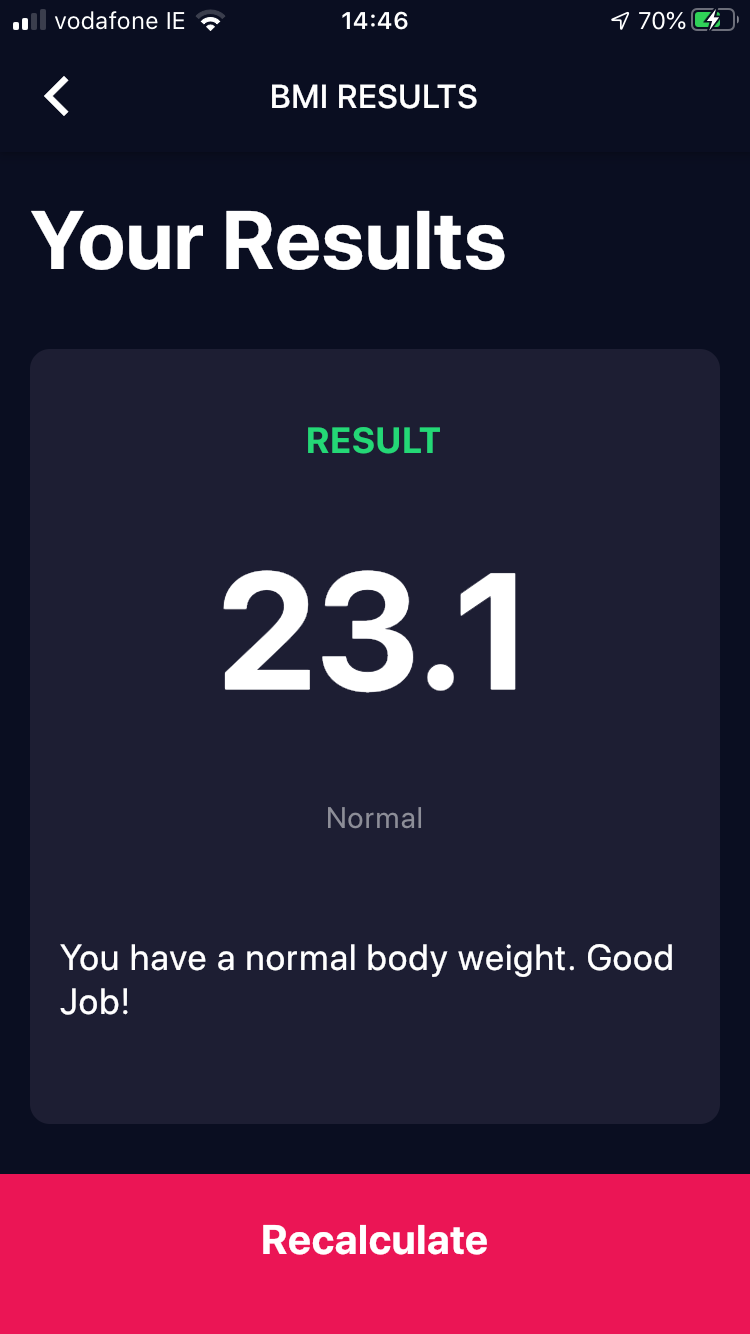 vodafone IE 14:46 70%
BMI RESULTS
Your Results
RESULT
23.1
Normal
You have a normal body weight. Good
Job!
Recalculate